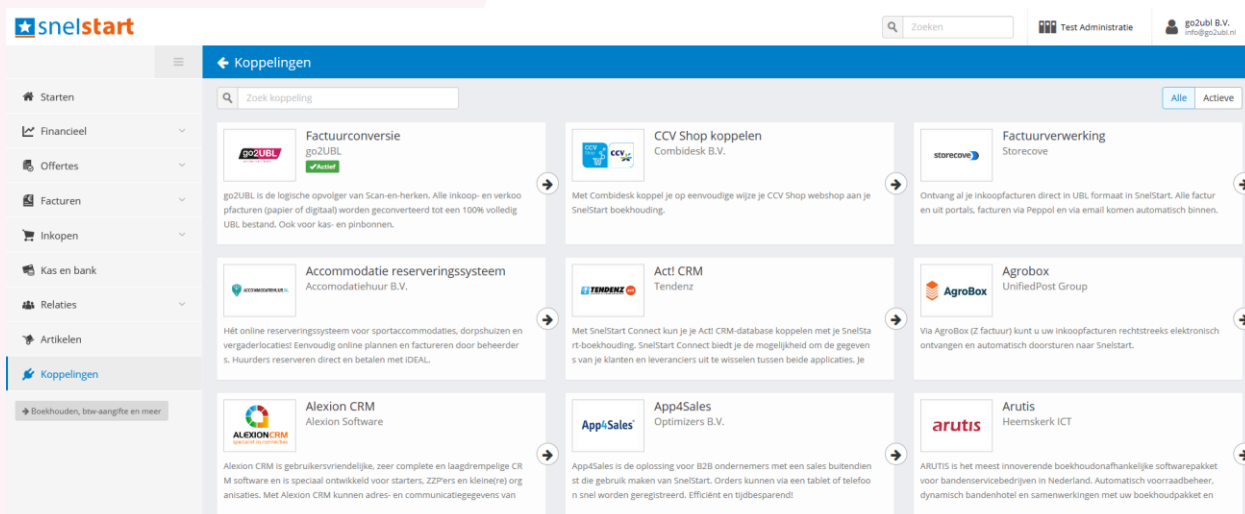 snelstart
Zoeken
Test Administratie
go2ubl B.V.
info@go2ubl.nl
Koppelingen
Starten
Financieel
Offertes
Facturen
Inkopen
Kas en bank
Relaties
Artikelen
Koppelingen
Boekhouden, btw-aangifte en meer
Zoek koppeling
Alle
Actieve
go2UBL
Factuurconversie
go2UBL
Actief
go2UBL is de logische opvolger van Scan-en-herken. Alle inkoop- en verkoo
pfacturen (papier of digitaal) worden geconverteerd tot een 100% volledig
UBL bestand. Ook voor kas- en pinbonnen.
CCV
Shop
CCV
CCV Shop koppelen
Combidesk B.V.
Met Combidesk koppel je op eenvoudige wijze je CCV Shop webshop aan je
SnelStart boekhouding.
storecove
Factuurverwerking
Storecove
Ontvang al je inkoopfacturen direct in UBL formaat in SnelStart. Alle factur
en uit portals, facturen via Peppol en via email komen automatisch binnen.
Accommodatie reserveringssysteem
Accomodatiehuur B.V.
Hét online reserveringssysteem voor sportaccommodaties, dorpshuizen en
vergaderlocaties! Eenvoudig online plannen en factureren door beheerder
s. Huurders reserveren direct en betalen met iDEAL.
TENDENZ
Act! CRM
Tendenz
Met SnelStart Connect kun je je Act! CRM-database koppelen met je SnelSta
rt-boekhouding. SnelStart Connect biedt je de mogelijkheid om de gegeven
s van je klanten en leveranciers uit te wisselen tussen beide applicaties. Je
AgroBox
Agrobox
UnifiedPost Group
Via AgroBox (Z factuur) kunt u uw inkoopfacturen rechtstreeks elektronisch
ontvangen en automatisch doorsturen naar Snelstart.
ALEXIONCRM
Alexion CRM
Alexion Software
Alexion CRM is gebruikersvriendelijke, zeer complete en laagdrempelige CR
M software en is speciaal ontwikkeld voor starters, ZZP'ers en kleine(re) org
anisaties. Met Alexion CRM kunnen adres- en communicatiegegevens van
App4Sales
App4Sales
Optimizers B.V.
App4Sales is de oplossing voor B2B ondernemers met een sales buitendien
st die gebruik maken van SnelStart. Orders kunnen via een tablet of telefoo
n snel worden geregistreerd. Efficiënt en tijdbesparend!
arutis
Arutis
Heemskerk ICT
ARUTIS is het meest innoverende boekhoudonafhankelijke softwarepakket
voor bandenservicebedrijven in Nederland. Automatisch voorraadbeheer,
dynamisch bandenhotel en samenwerkingen met uw boekhoudpakket en